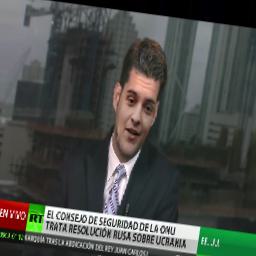 EN VIVO
RT
EL CONSEJO DE SEGURIDAD DE LA ONU
TRATA RESOLUCIÓN RUSA SOBRE UCRANIA
EE. UU.
ARQUÍA TRAS LA ABDICACIÓN DEL REY JUAN CARLOS I